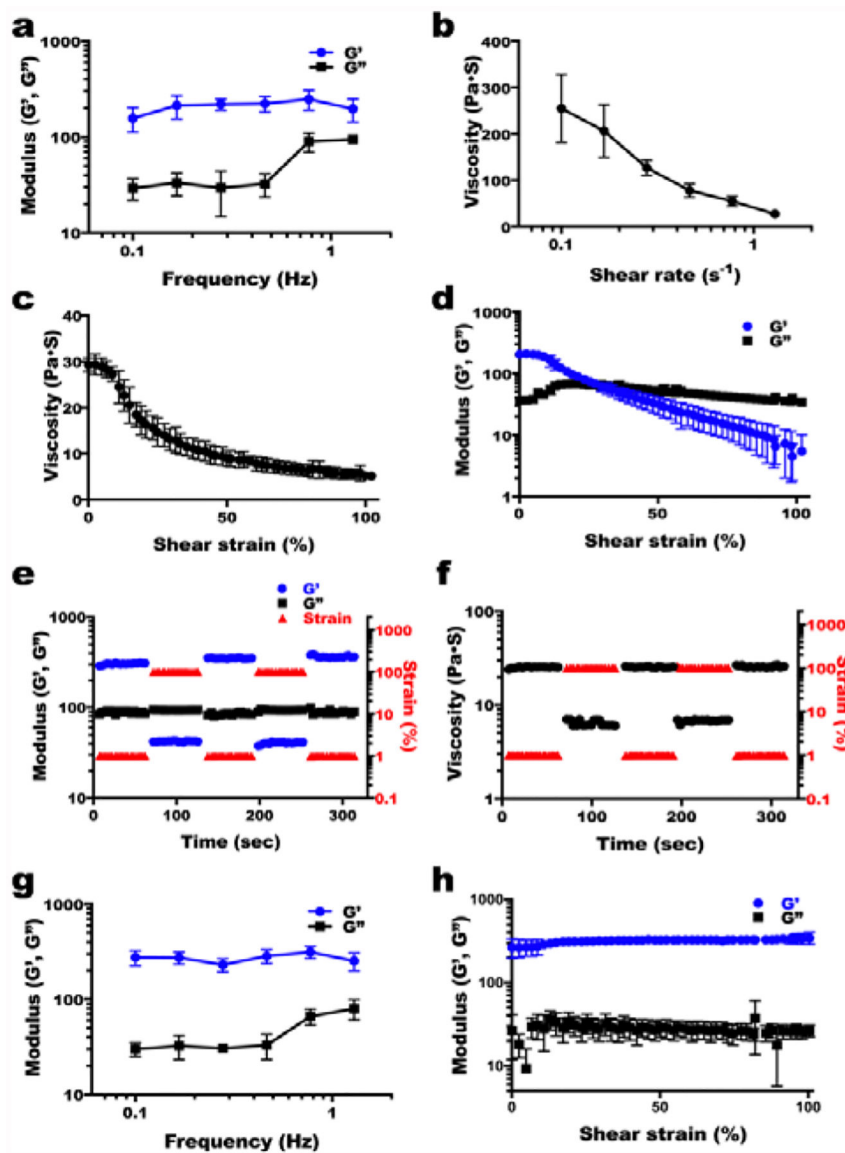 a
b
1000
100
10
Modulus (G’, G”)
G’
G”
0.1
1
Frequency (Hz)
400
300
200
100
0
Viscosity (Pa•S)
0.1
1
Shear rate (s-1)
c
d
40
30
20
10
0
Viscosity (Pa•S)
0
50
100
Shear strain (%)
1000
100
10
1
Modulus (G’, G”)
G’
G”
0
50
100
Shear strain (%)
e
f
G’
G”
Strain
1000
100
10
Modulus (G’, G”)
1000
100
10
1
0.1
Strain (%)
0
100
200
300
Time (sec)
100
10
1
Viscosity (Pa•S)
1000
100
10
1
0.1
Strain (%)
0
100
200
300
Time (sec)
g
h
1000
100
10
Modulus (G’, G”)
G’
G”
0.1
1
Frequency (Hz)
1000
100
10
Modulus (G’, G”)
G’
G”
0
50
100
Shear strain (%)